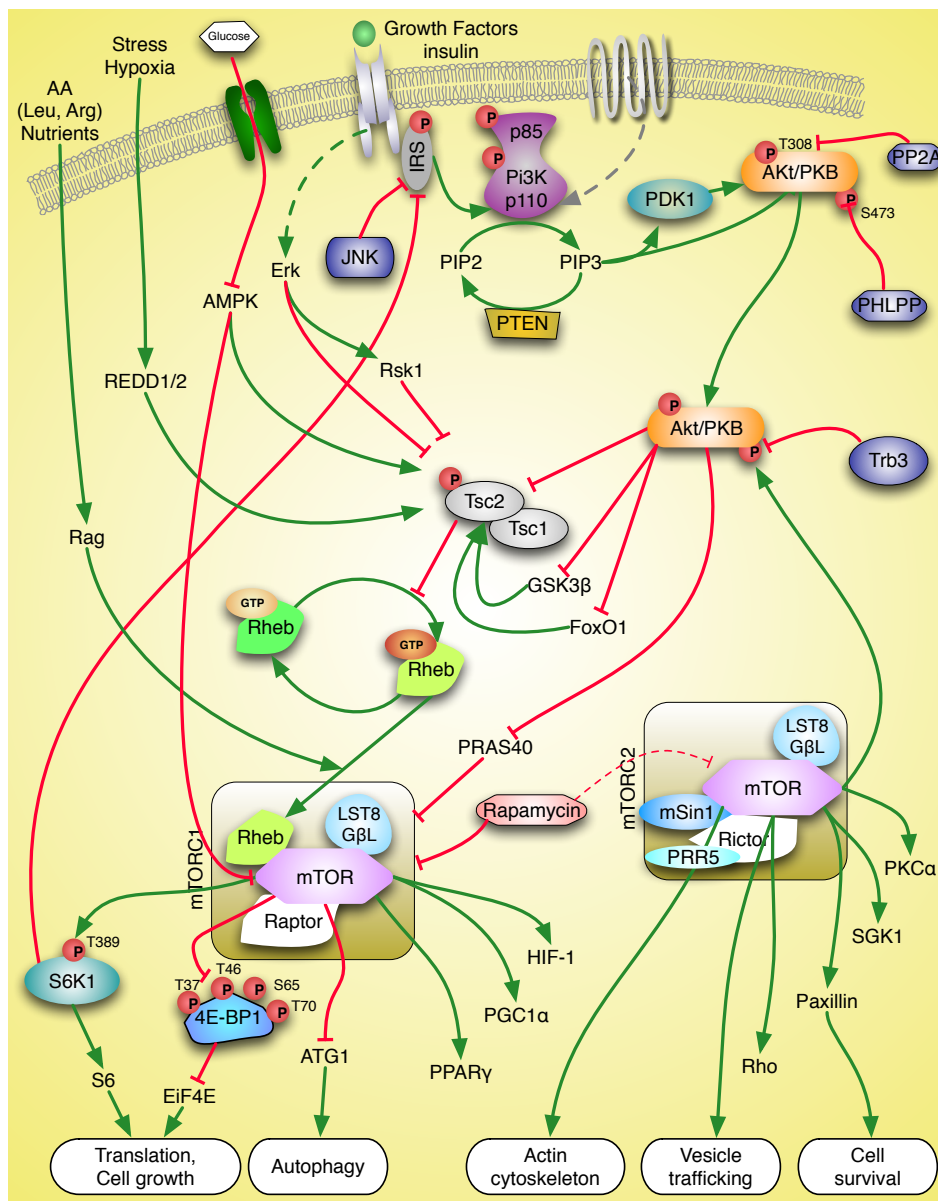 Glucose
Growth Factors
insulin
Stress
Hypoxia
AA
(Leu, Arg)
Nutrients
P
IRS
P
p85
P
Pi3K
p110
T308
P
AKt/PKB
PP2A
P
S473
PDK1
JNK
PIP2
PIP3
PTEN
PHLPP
Erk
AMPK
Rsk1
REDD1/2
P
Akt/PKB
P
Trb3
P
Tsc2
Tsc1
Rag
GSK3β
FoxO1
GTP
Rheb
GTP
Rheb
PRAS40
Rapamycin
mTORC1
Rheb
LST8
GβL
mTOR
Raptor
mTORC2
LST8
GβL
mTOR
mSin1
Rictor
PRR5
PKCα
SGK1
Paxillin
Rho
HIF-1
PGC1α
PPARγ
P
T389
S6K1
T37
P
T46
P
S65
P
T70
P
4E-BP1
ATG1
S6
EiF4E
Translation,
Cell growth
Autophagy
Actin
cytoskeleton
Vesicle
trafficking
Cell
survival